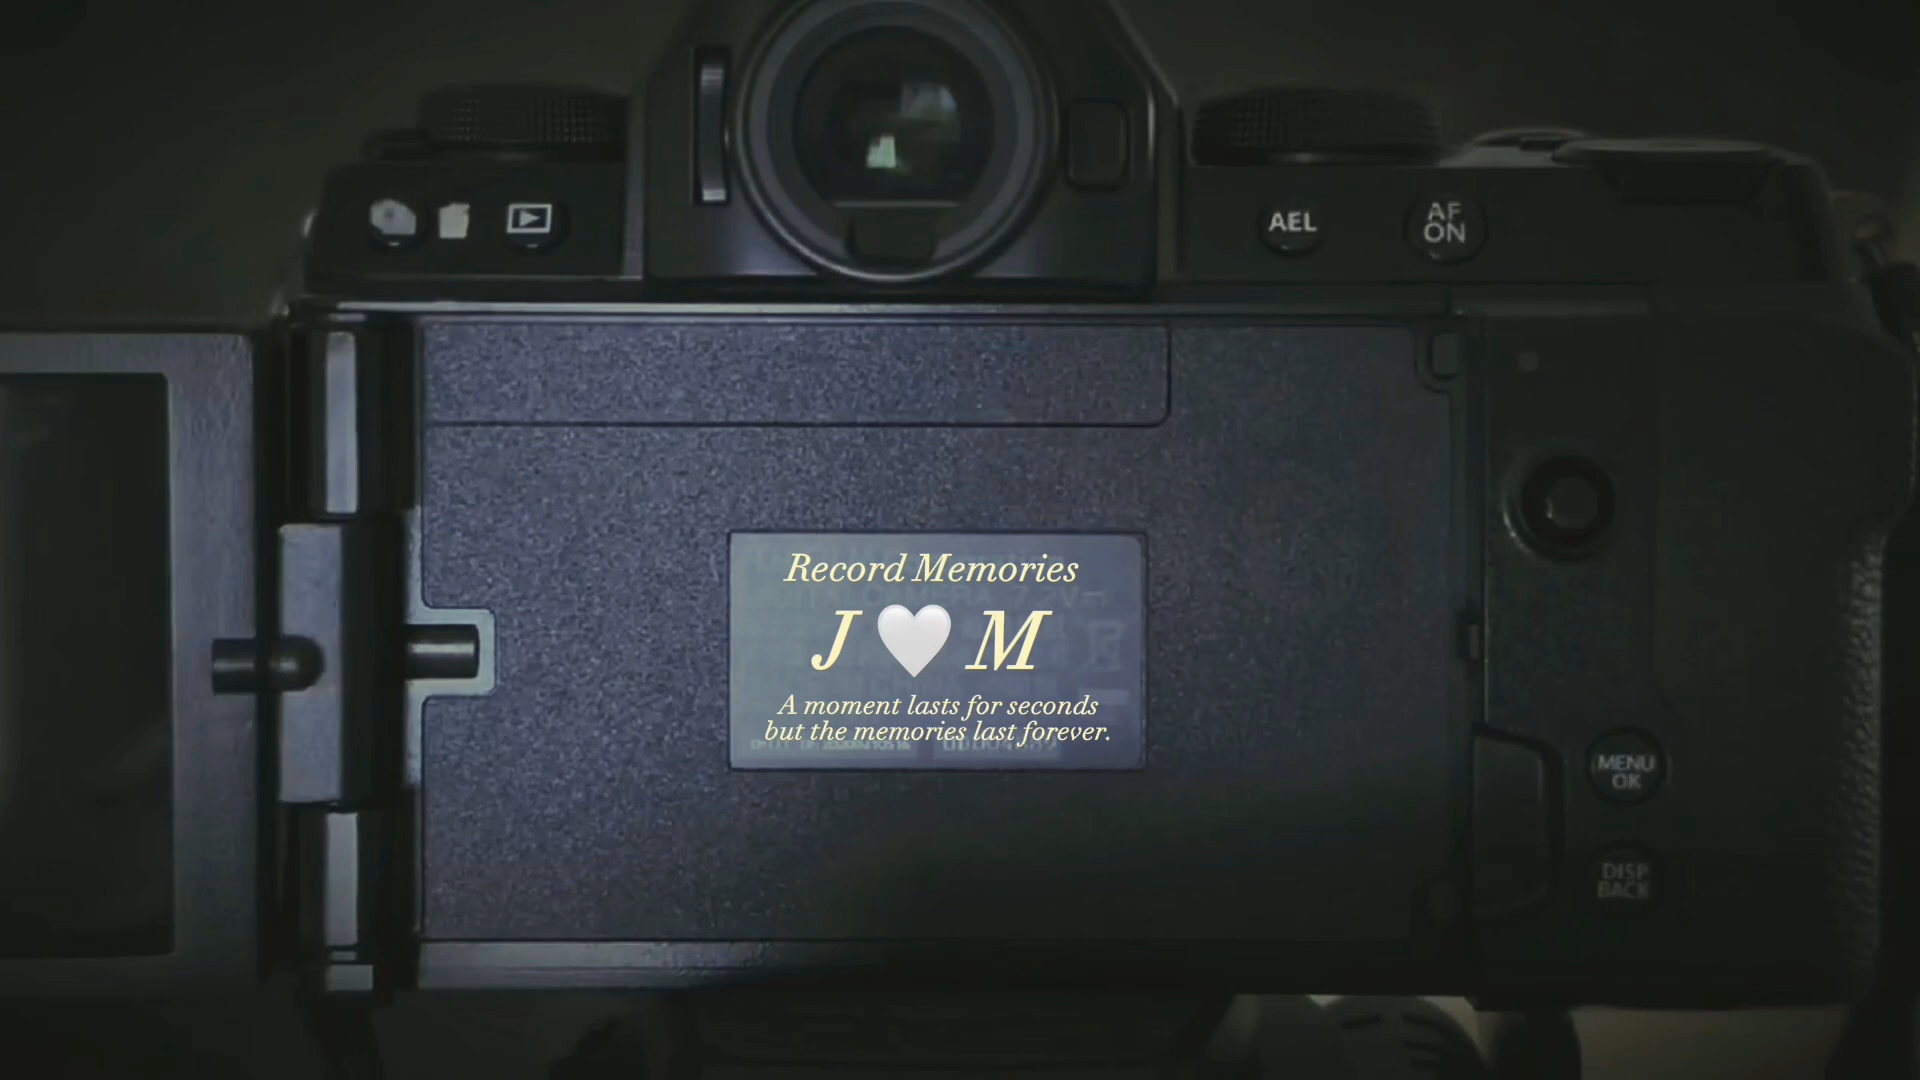 AEL
AF
ON
Record Memories
J 🤍 M
A moment lasts for seconds
but the memories last forever.
MENU
OK
DISP
BACK